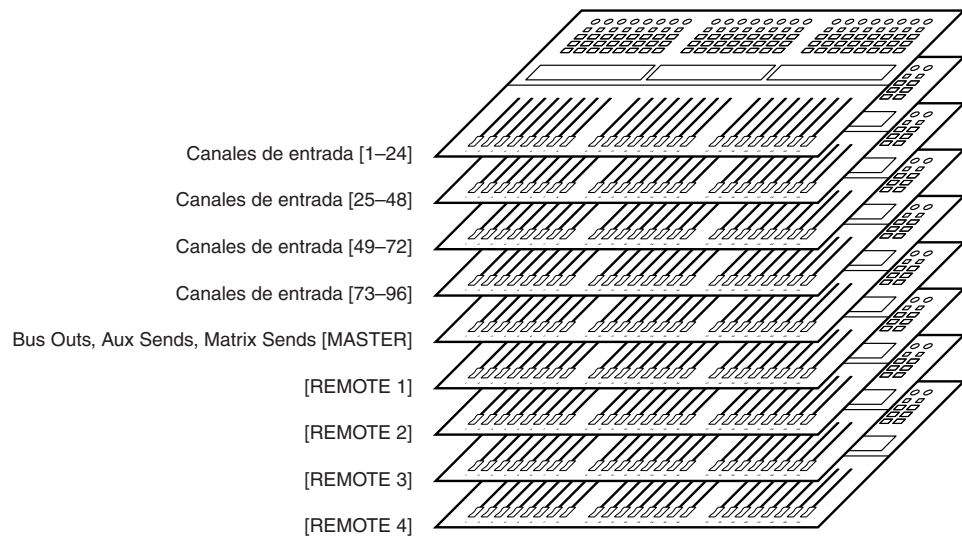 Canales de entrada [1–24]
Canales de entrada [25–48]
Canales de entrada [49–72]
Canales de entrada [73–96]
Bus Outs, Aux Sends, Matrix Sends [MASTER]
[REMOTE 1]
[REMOTE 2]
[REMOTE 3]
[REMOTE 4]